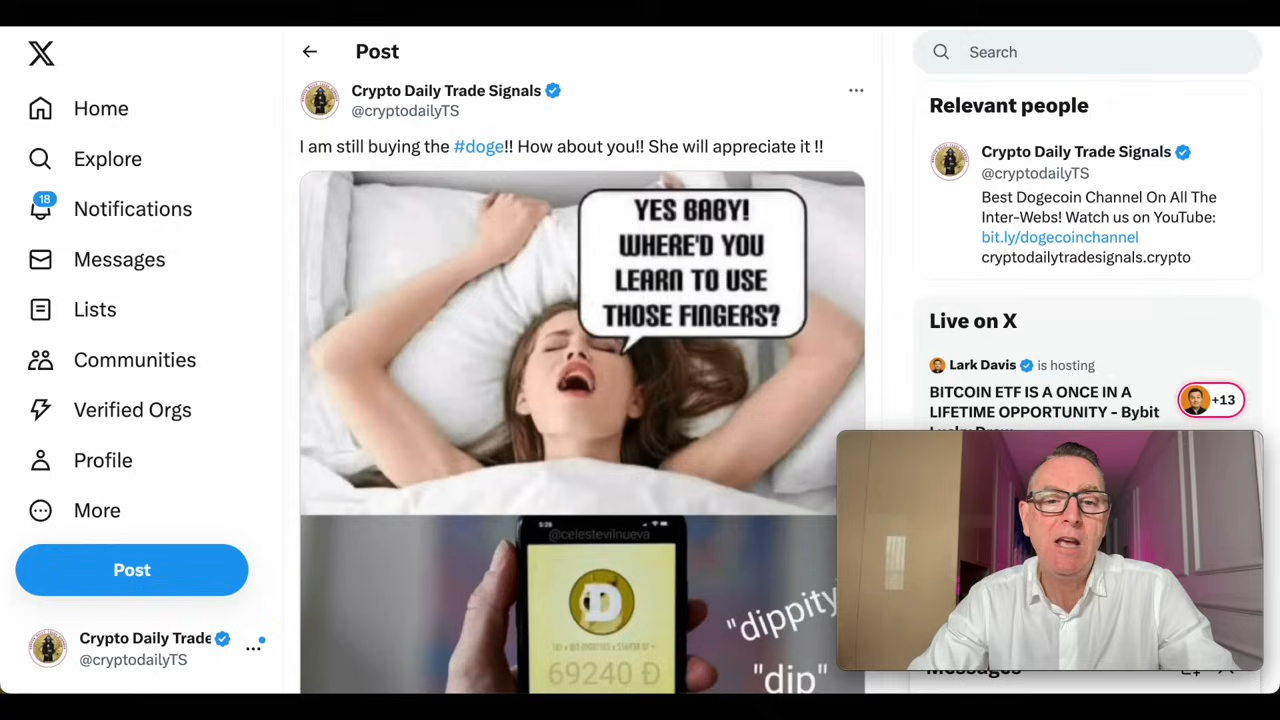 Home
Explore
18
Notifications
Messages
Lists
Communities
Verified Orgs
Profile
More
Post
Crypto Daily Trade
@cryptodailyTS
Post
Crypto Daily Trade Signals
@cryptodailyTS
I am still buying the #doge!! How about you!! She will appreciate it !!
YES BABY!
WHERE'D YOU
LEARN TO USE
THOSE FINGERS?
@celestevilnueva
69240 Đ
"dippity
"dip"
Search
Relevant people
Crypto Daily Trade Signals
@cryptodailyTS
Best Dogecoin Channel On All The
Inter-Webs! Watch us on YouTube:
bit.ly/dogecoinchannel
cryptodailytradesignals.crypto
Live on X
Lark Davis is hosting
BITCOIN ETF IS A ONCE IN A
LIFETIME OPPORTUNITY - Bybit
+13
Messages